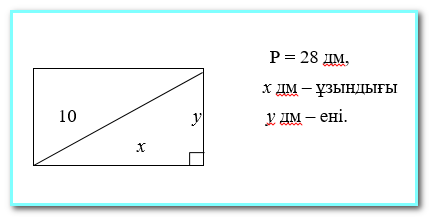 P = 28 дм,
x дм – ұзындығы
y дм – ені.
10
y
x